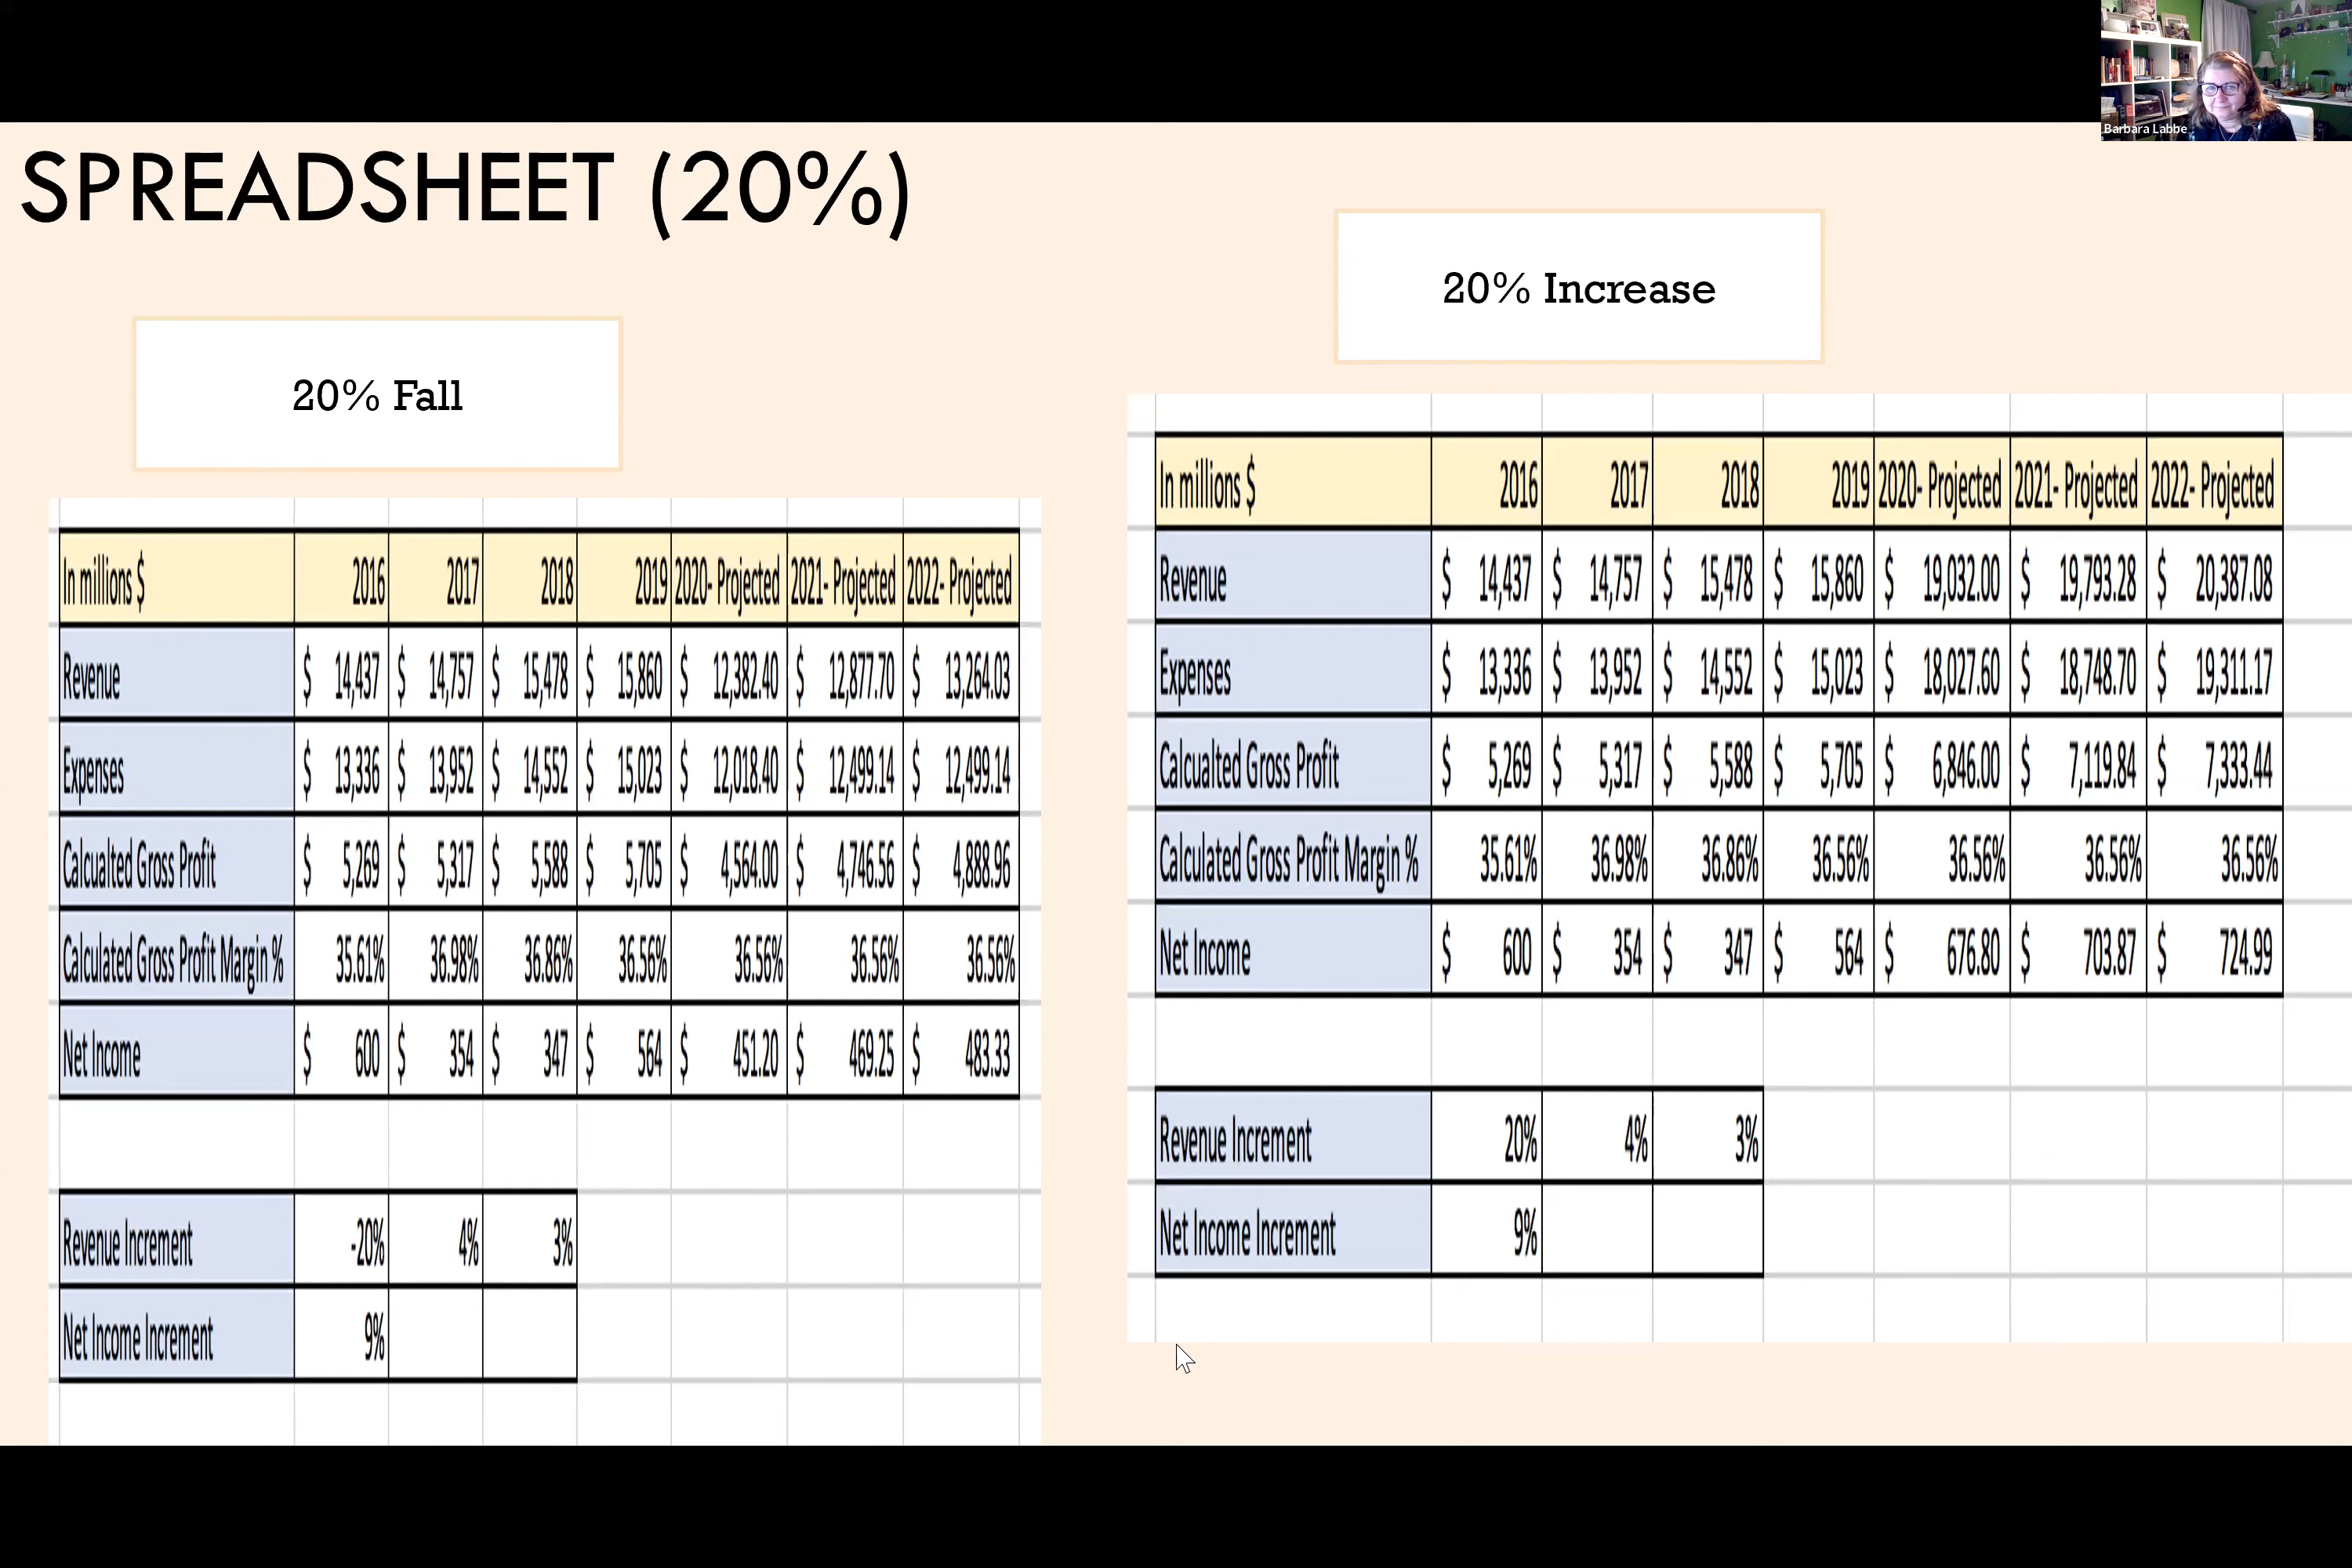 Barbara Labbe
SPREADSHEET (20%)
20% Fall
In millions $ 2016 2017 2018 2019 2020- Projected 2021- Projected 2022- Projected
Revenue $ 14,437 $ 14,757 $ 15,478 $ 15,860 $ 12,382.40 $ 12,877.70 $ 13,264.03
Expenses $ 13,336 $ 13,952 $ 14,552 $ 15,023 $ 12,018.40 $ 12,499.14 $ 12,499.14
Calcualted Gross Profit $ 5,269 $ 5,317 $ 5,588 $ 5,705 $ 4,564.00 $ 4,746.56 $ 4,888.96
Calculated Gross Profit Margin % 35.61% 36.98% 36.86% 36.56% 36.56% 36.56% 36.56%
Net Income $ 600 $ 354 $ 347 $ 564 $ 451.20 $ 469.25 $ 483.33
Revenue Increment -20% 4% 3%
Net Income Increment 9%
20% Increase
In millions $ 2016 2017 2018 2019 2020- Projected 2021- Projected 2022- Projected
Revenue $ 14,437 $ 14,757 $ 15,478 $ 15,860 $ 19,032.00 $ 19,793.28 $ 20,387.08
Expenses $ 13,336 $ 13,952 $ 14,552 $ 15,023 $ 18,027.60 $ 18,748.70 $ 19,311.17
Calcualted Gross Profit $ 5,269 $ 5,317 $ 5,588 $ 5,705 $ 6,846.00 $ 7,119.84 $ 7,333.44
Calculated Gross Profit Margin % 35.61% 36.98% 36.86% 36.56% 36.56% 36.56% 36.56%
Net Income $ 600 $ 354 $ 347 $ 564 $ 676.80 $ 703.87 $ 724.99
Revenue Increment 20% 4% 3%
Net Income Increment 9%